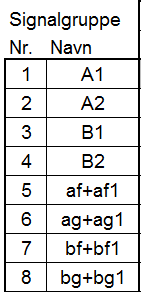 Signalgruppe
Nr. Navn
1 A1
2 A2
3 B1
4 B2
5 af+af1
6 ag+ag1
7 bf+bf1
8 bg+bg1